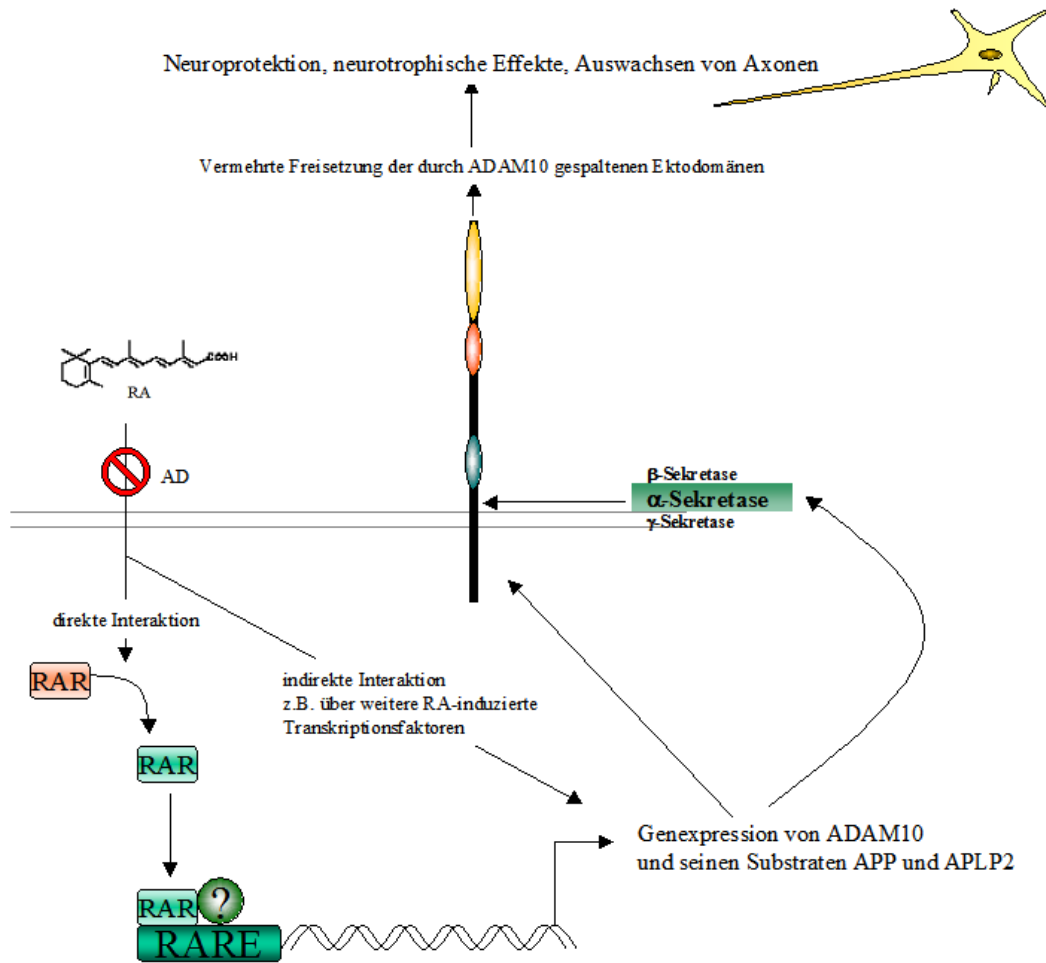 Neuroprotektion, neurotrophische Effekte, Auswachsen von Axonen
Vermehrte Freisetzung der durch ADAM10 gespaltenen Ektodomänen
COOH
RA
AD
β-Sekretase
α-Sekretase
γ-Sekretase
direkte Interaktion
RAR
indirekte Interaktion
z.B. über weitere RA-induzierte
Transkriptionsfaktoren
RAR
Genexpression von ADAM10
und seinen Substraten APP und APLP2
RAR
?
RARE